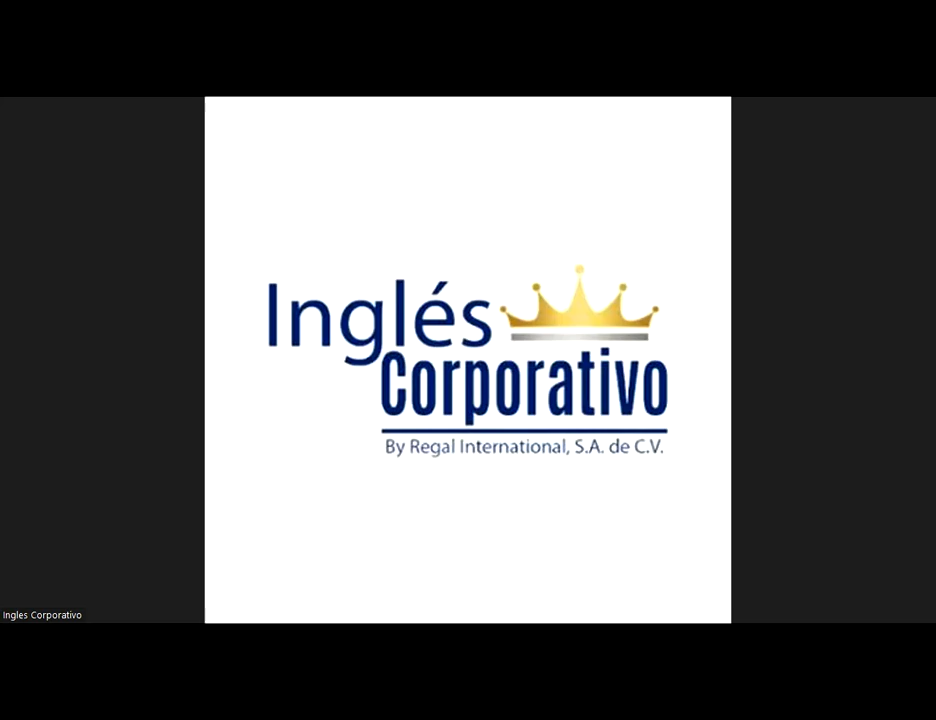 Inglés
Corporativo
By Regal International, S.A. de C.V.
Ingles Corporativo